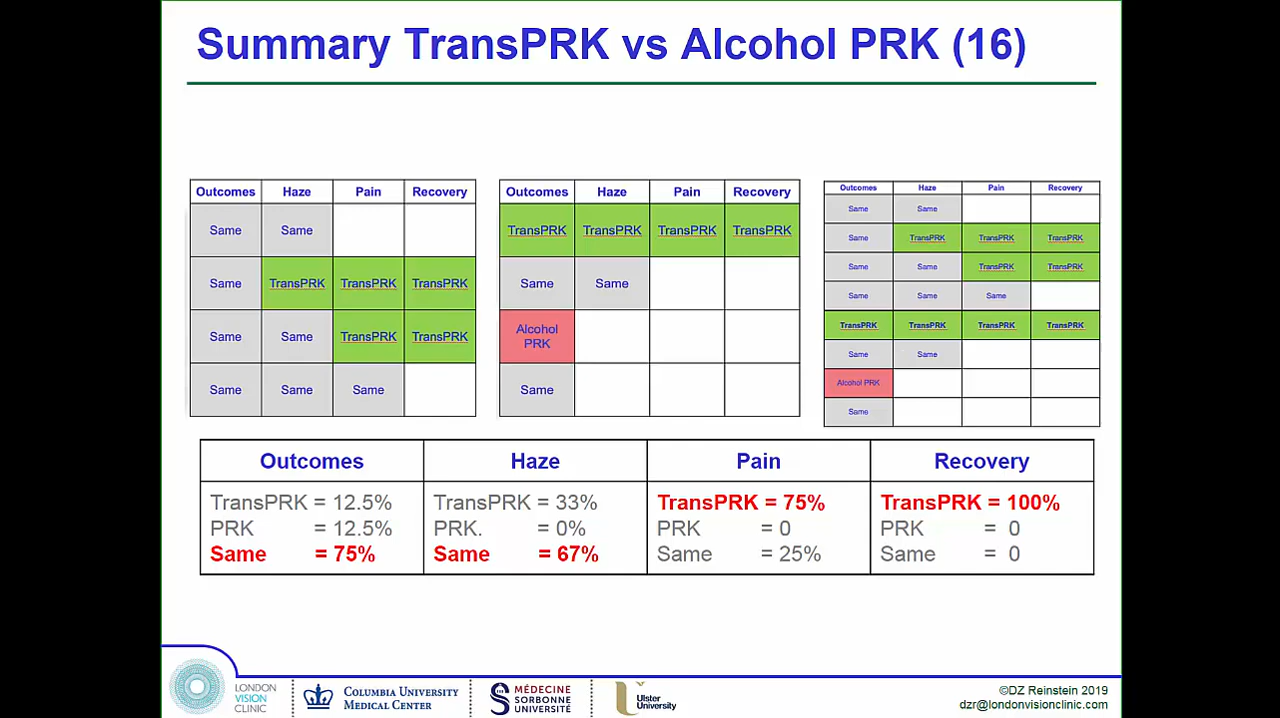 Summary TransPRK vs Alcohol PRK (16)
Outcomes Haze Pain Recovery
Same Same
Same TransPRK TransPRK TransPRK
Same Same TransPRK TransPRK
Same Same Same
Outcomes Haze Pain Recovery
TransPRK TransPRK TransPRK TransPRK
Same Same
Alcohol
PRK
Same
Outcomes Haze Pain Recovery
Same Same
Same TransPRK TransPRK TransPRK
Same Same TransPRK TransPRK
Same Same Same
TransPRK TransPRK TransPRK TransPRK
Same Same
Alcohol PRK
Same
Outcomes Haze Pain Recovery
TransPRK = 12.5% TransPRK = 33% TransPRK = 75% TransPRK = 100%
PRK = 12.5% PRK. = 0% PRK = 0 PRK = 0
Same = 75% Same = 67% Same = 25% Same = 0
LONDON
VISION
CLINIC
COLUMBIA UNIVERSITY
MEDICAL CENTER
MÉDECINE
SORBONNE
UNIVERSITÉ
Ulster
University
©DZ Reinstein 2019
dzr@londonvisionclinic.com